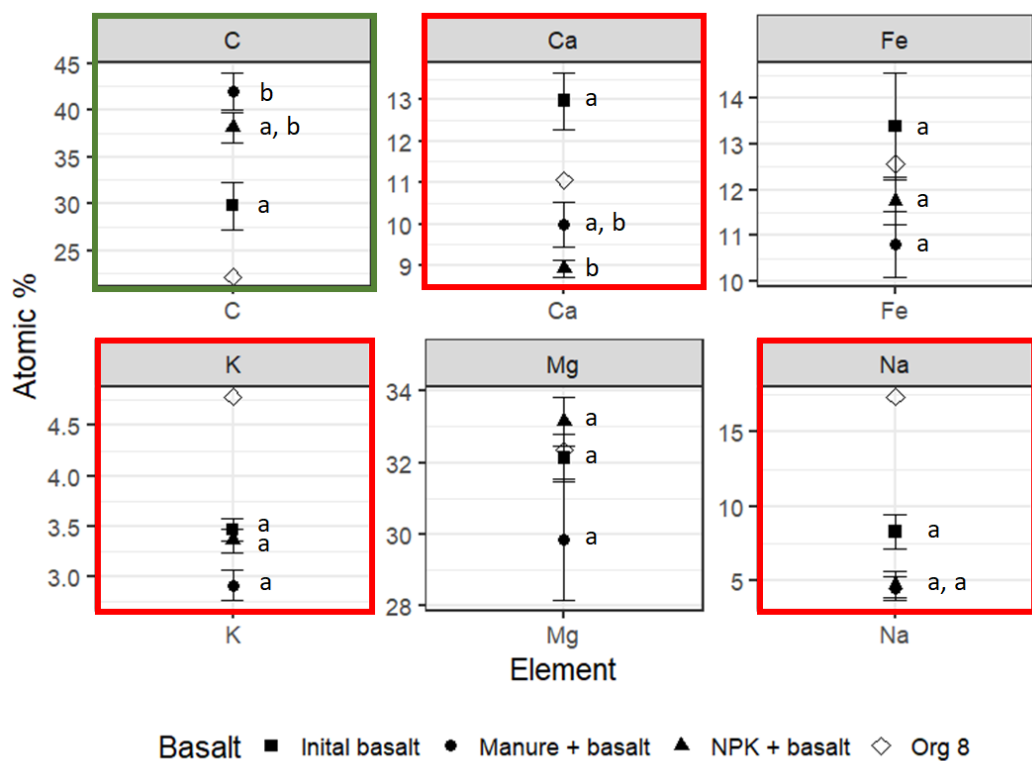 C
Ca
Fe
45
40
35
30
25
b
a, b
a
C
13
12
11
10
9
a
a, b
b
Ca
14
13
12
11
10
a
a
a
Fe
Atomic %
K
Mg
Na
4.5
4.0
3.5
3.0
a
a
a
K
34
32
30
28
a
a
a
Mg
15
10
5
a
a, a
Na
Element
Basalt Inital basalt Manure + basalt NPK + basalt Org 8